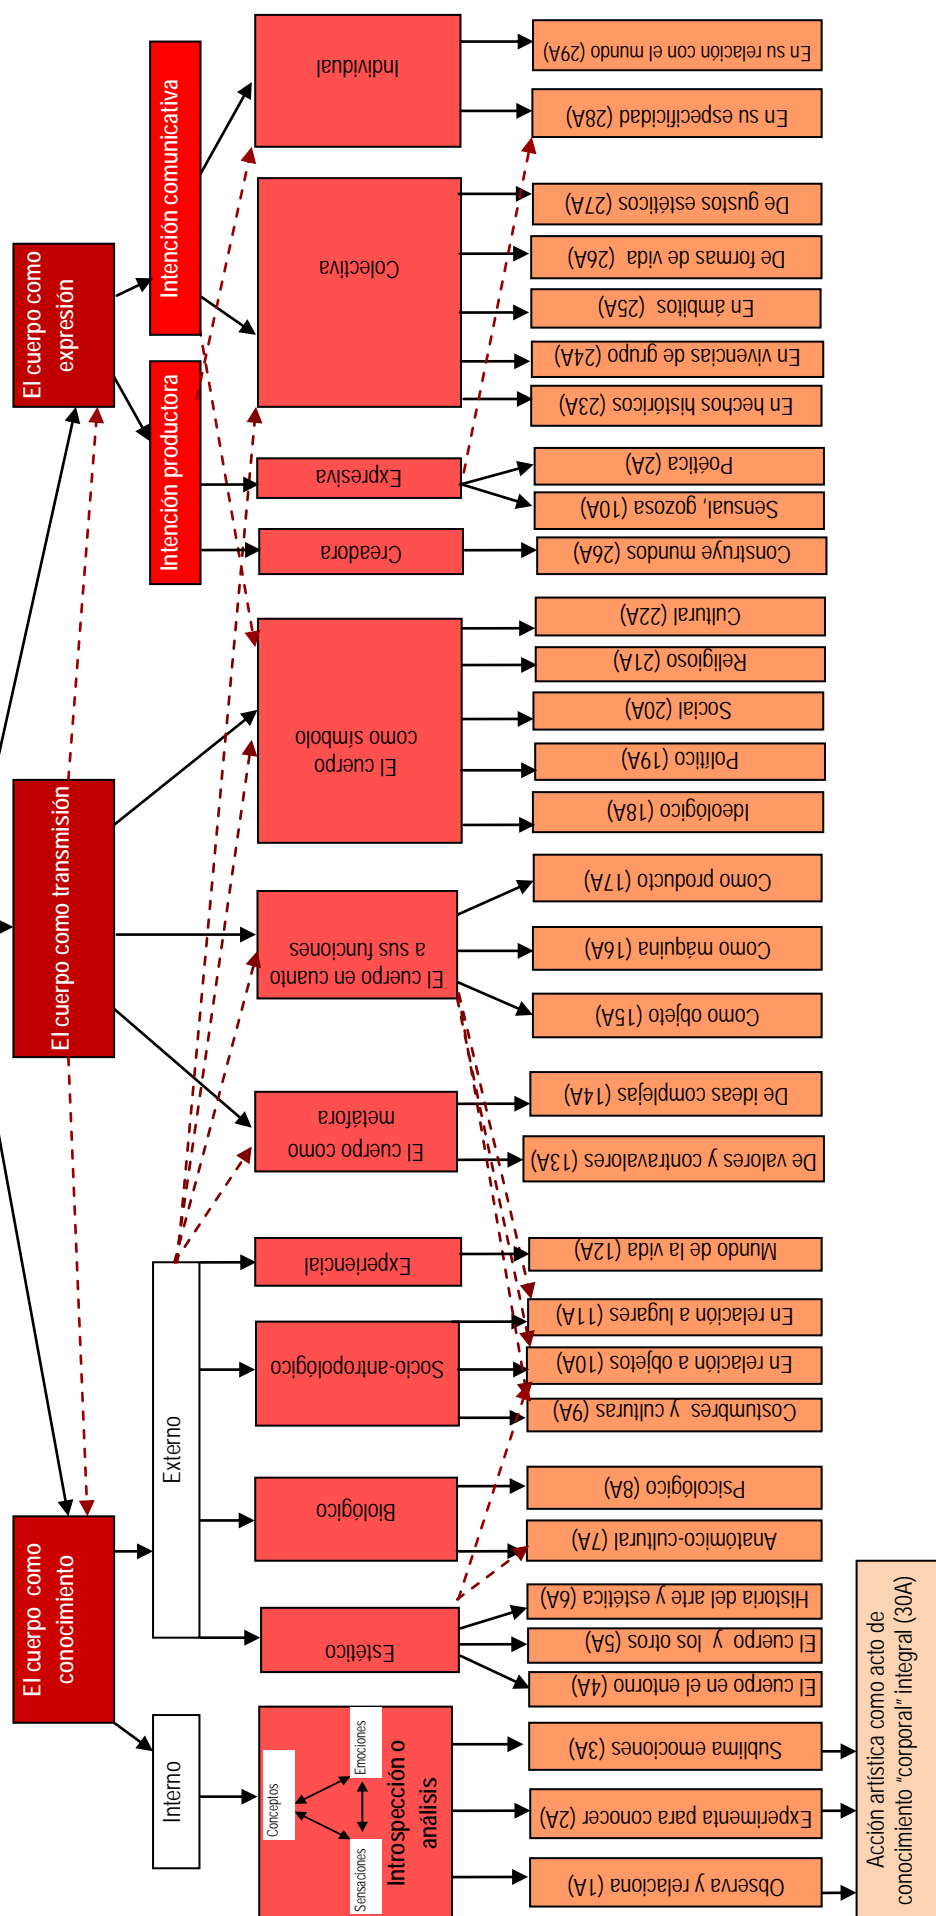 El cuerpo como
conocimiento
El cuerpo como transmisión
El cuerpo como
expresión
Interno
Externo
Intención productora
Intención comunicativa
Conceptos
Sensaciones
Emociones
Introspección o
análisis
Estético
Biológico
Socio-antropológico
Experiencial
El cuerpo como
metáfora
El cuerpo en cuanto
a sus funciones
El cuerpo
como símbolo
Creadora
Expresiva
Colectiva
Individual
Observa y relaciona (1A)
Experimenta para conocer (2A)
Sublima emociones (3A)
El cuerpo en el entorno (4A)
El cuerpo y los otros (5A)
Historia del arte y estética (6A)
Anatómico-cultural (7A)
Psicológico (8A)
Costumbres y culturas (9A)
En relación a objetos (10A)
En relación a lugares (11A)
Mundo de la vida (12A)
De valores y contravalores (13A)
De ideas complejas (14A)
Como objeto (15A)
Como máquina (16A)
Como producto (17A)
Ideológico (18A)
Político (19A)
Social (20A)
Religioso (21A)
Cultural (22A)
Construye mundos (26A)
Sensual, gozosa (10A)
Poética (2A)
En hechos históricos (23A)
En vivencias de grupo (24A)
En ámbitos (25A)
De formas de vida (26A)
De gustos estéticos (27A)
En su especificidad (28A)
En su relación con el mundo (29A)
Acción artística como acto de
conocimiento "corporal" integral (30A)